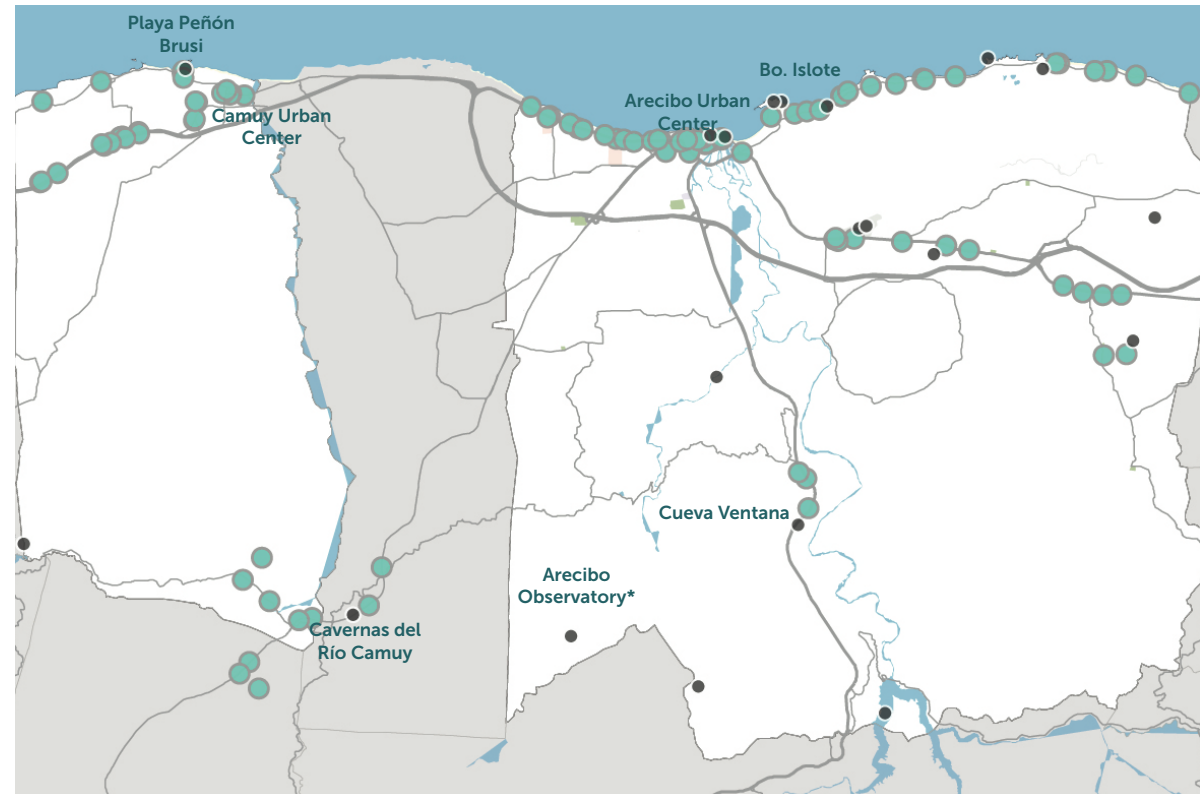 Playa Peñón
Brusi
Camuy Urban
Center
Arecibo Urban
Center
Bo. Islote
Cueva Ventana
Arecibo
Observatory*
Cavernas del
Río Camuy